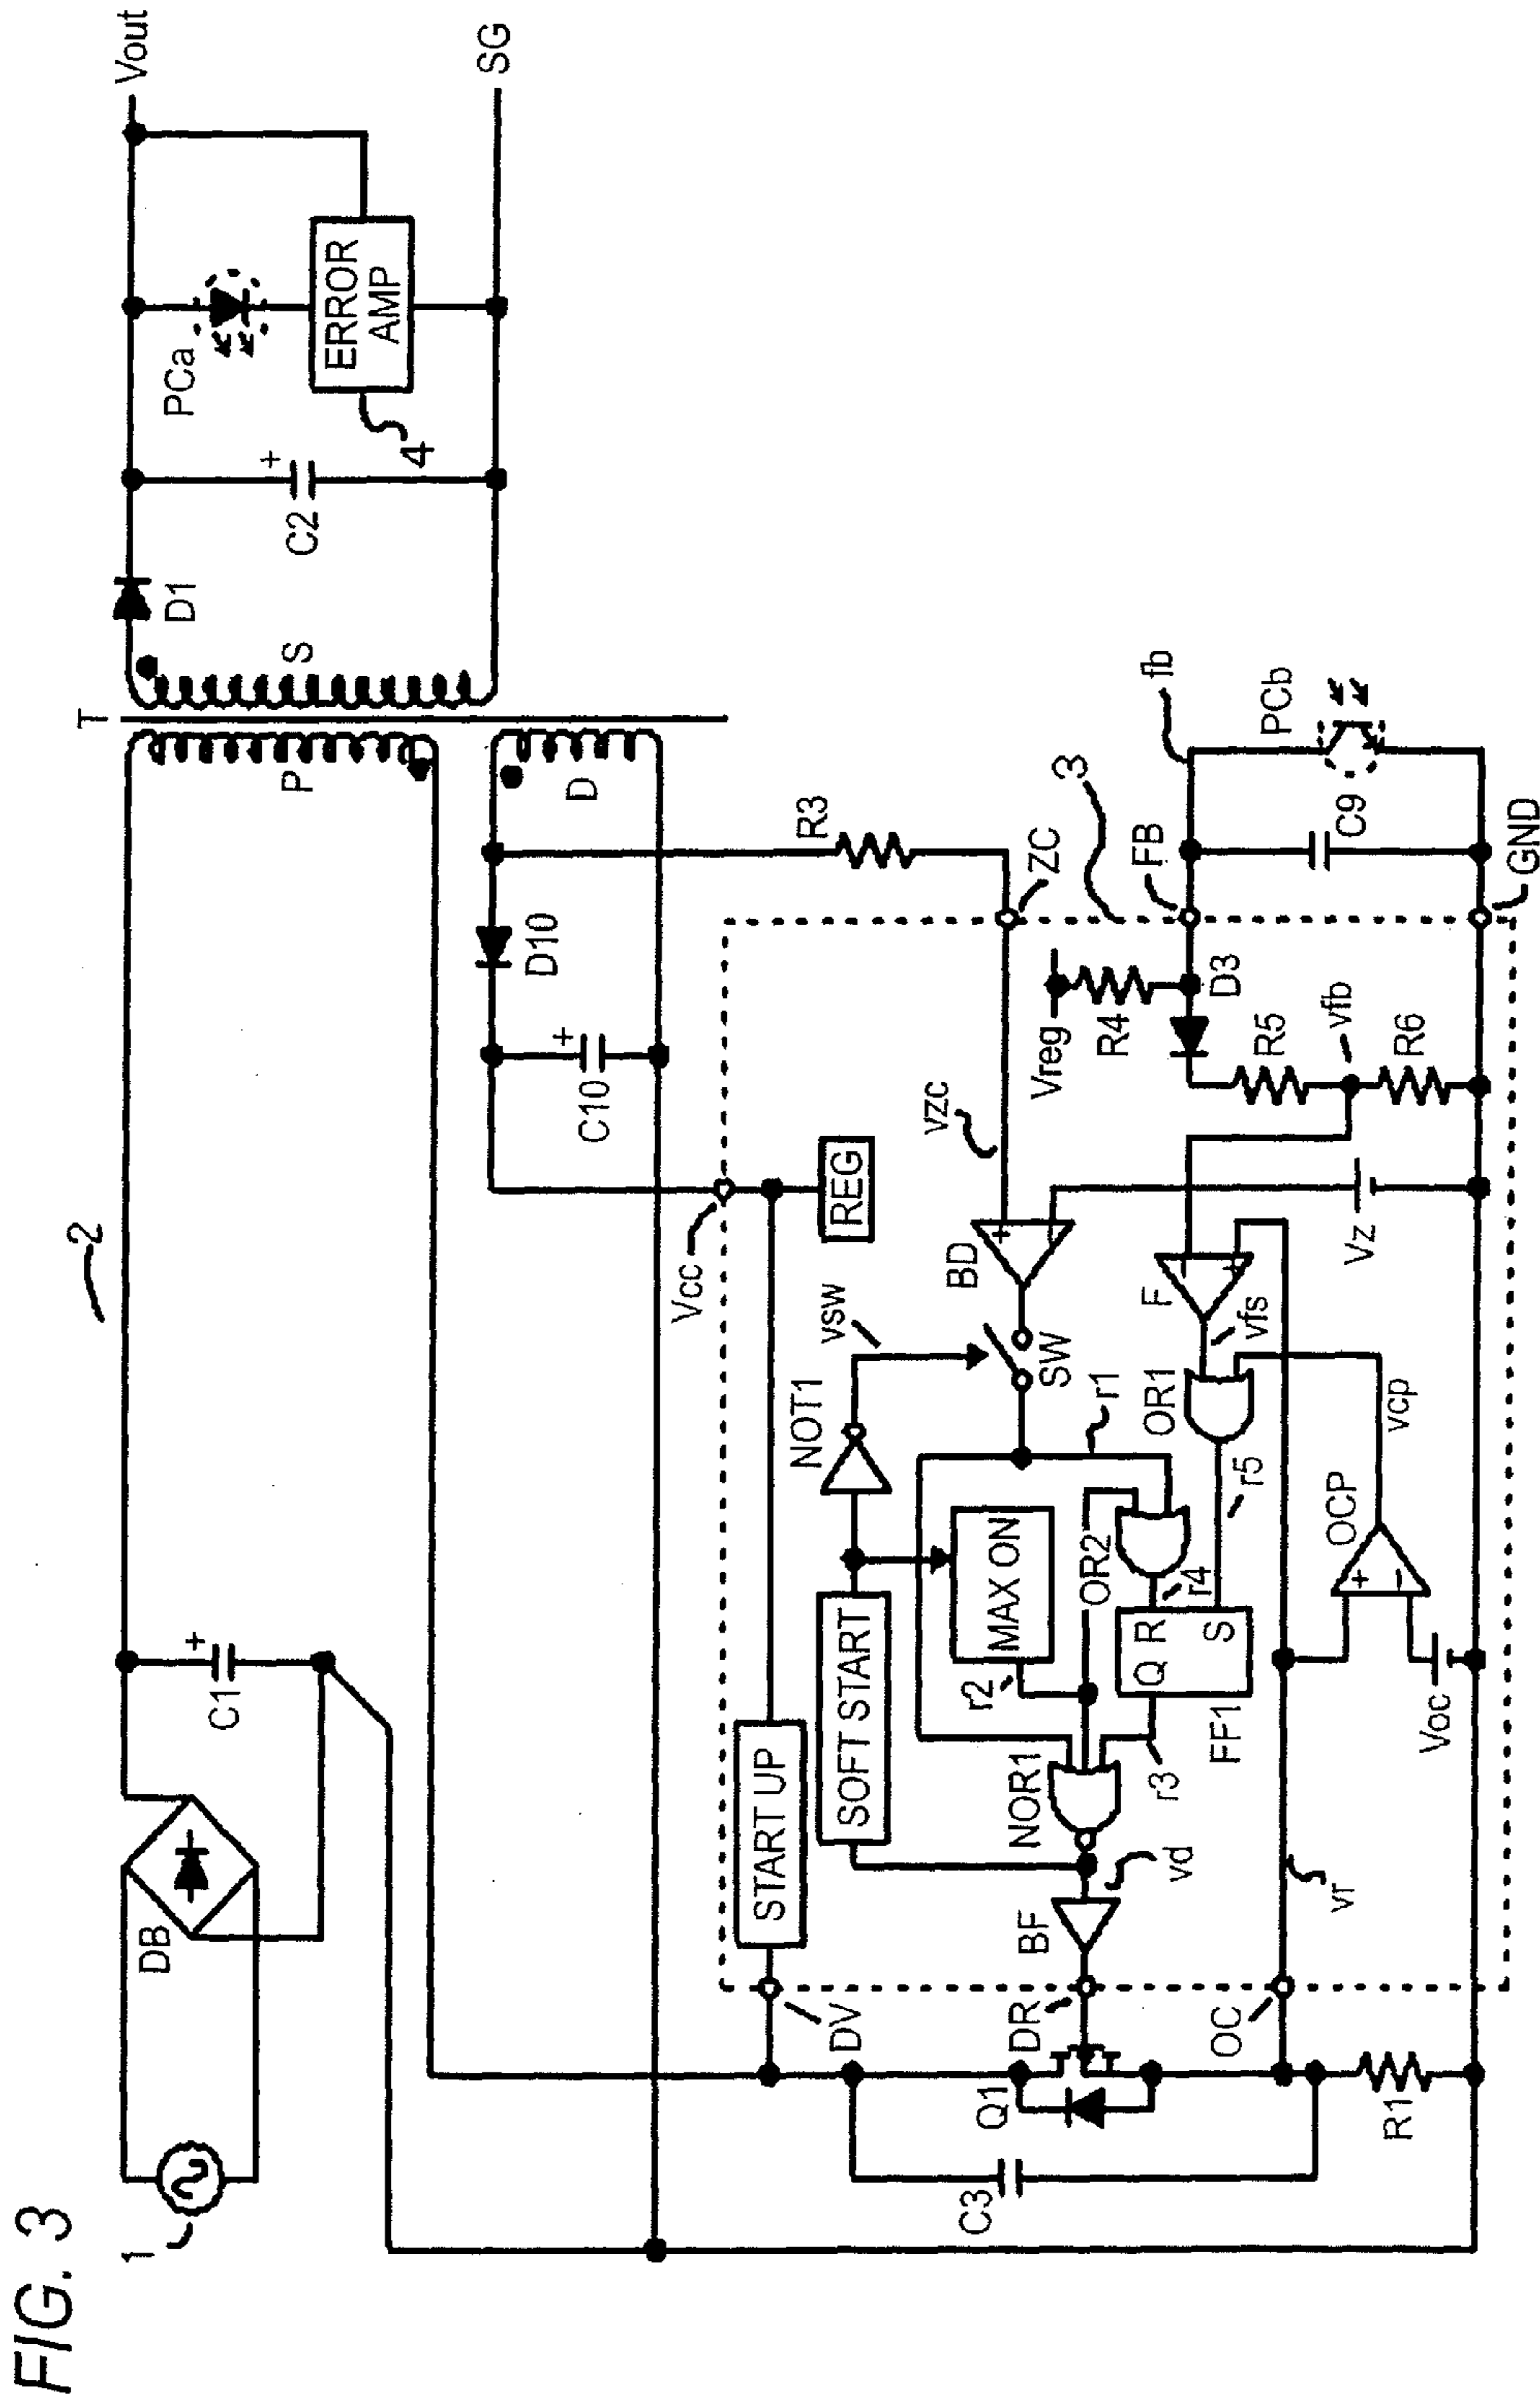 FIG. 3
1
DB
C1
+
2
T
P
S
D1
C2
+
PCa
ERROR
AMP
4
Vout
SG
D
D10
C10
+
R3
Vcc
REG
START UP
DV
SOFT START
NOT1
vsw
MAX ON
r2
BD
+
−
SW
vzc
ZC
3
Vreg
R4
D3
FB
fb
PCb
C9
GND
R5
vfb
R6
Vz
F
−
+
vfs
OR1
r1
OR2
r4
r5
Q R
S
FF1
r3
NOR1
vd
BF
DR
Q1
C3
OC
vr
R1
OCP
+
−
vcp
Voc